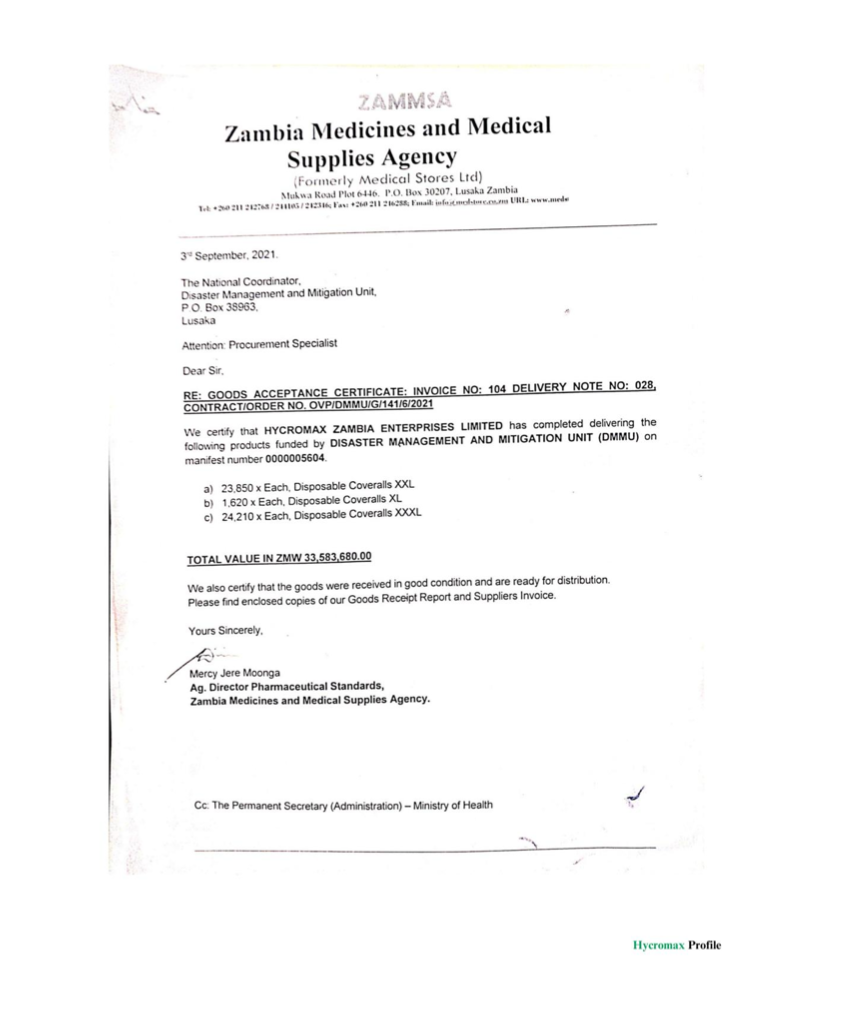 ZAMMSA
Zambia Medicines and Medical
Supplies Agency
(Formerly Medical Stores Ltd)
Mukwa Road Plot 6446, P.O. Box 30207, Lusaka Zambia
Tel: +260 211 242768 / 244105 / 242346; Fax: +260 211 246288; Email: URL: www.mede
3rd September, 2021.
The National Coordinator,
Disaster Management and Mitigation Unit,
P O. Box 38963,
Lusaka
Attention: Procurement Specialist
Dear Sir,
RE: GOODS ACCEPTANCE CERTIFICATE: INVOICE NO: 104 DELIVERY NOTE NO: 028,
CONTRACT/ORDER NO. OVP/DMMU/G/141/6/2021
We certify that HYCROMAX ZAMBIA ENTERPRISES LIMITED has completed delivering the
following products funded by DISASTER MANAGEMENT AND MITIGATION UNIT (DMMU) on
manifest number 0000005604.
a) 23,850 x Each, Disposable Coveralls XXL
b) 1,620 x Each, Disposable Coveralls XL
c) 24,210 x Each, Disposable Coveralls XXXL
TOTAL VALUE IN ZMW 33,583,680.00
We also certify that the goods were received in good condition and are ready for distribution.
Please find enclosed copies of our Goods Receipt Report and Suppliers Invoice.
Yours Sincerely,
Mercy Jere Moonga
Ag. Director Pharmaceutical Standards,
Zambia Medicines and Medical Supplies Agency.
Cc: The Permanent Secretary (Administration) – Ministry of Health
Hycromax Profile